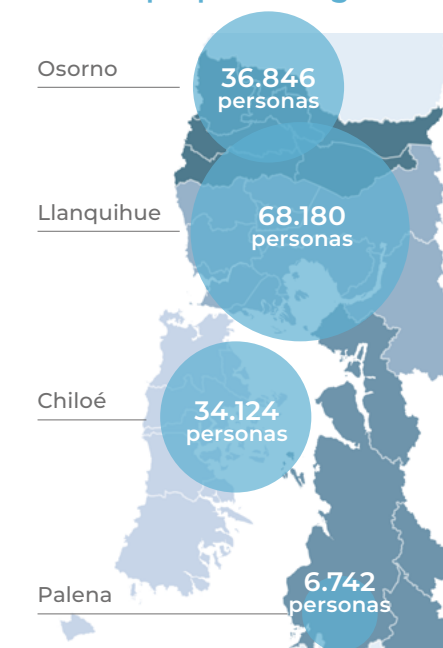 Osorno
36.846
personas
Llanquihue
68.180
personas
Chiloé
34.124
personas
Palena
6.742
personas